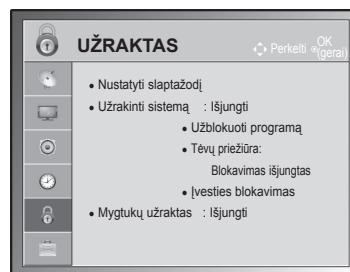 UŽRAKTAS
Perkelti
OK
(gerai)
• Nustatyti slaptažodį
• Užrakinti sistemą : Išjungti
• Užblokuoti programą
• Tėvų priežiūra:
Blokavimas išjungtas
• Įvesties blokavimas
• Mygtukų užraktas : Išjungti